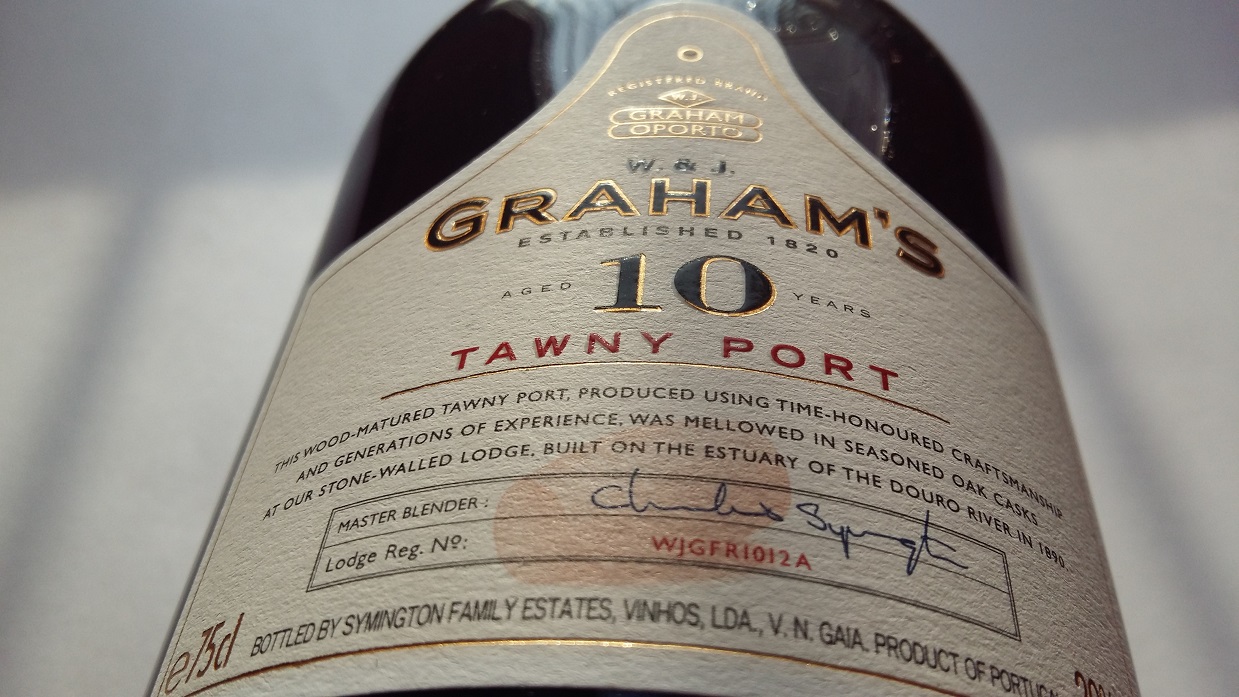 REGISTERED BRAND
W.J.
GRAHAM
OPORTO
W. & J.
GRAHAM'S
ESTABLISHED 1820
AGED 10 YEARS
TAWNY PORT
THIS WOOD-MATURED TAWNY PORT, PRODUCED USING TIME-HONOURED CRAFTSMANSHIP
AND GENERATIONS OF EXPERIENCE, WAS MELLOWED IN SEASONED OAK CASKS
AT OUR STONE-WALLED LODGE, BUILT ON THE ESTUARY OF THE DOURO RIVER IN 1890.
MASTER BLENDER : Charles Symington
Lodge Reg. Nº: WJGFR1012A
e 75cl BOTTLED BY SYMINGTON FAMILY ESTATES, VINHOS, LDA., V. N. GAIA. PRODUCT OF